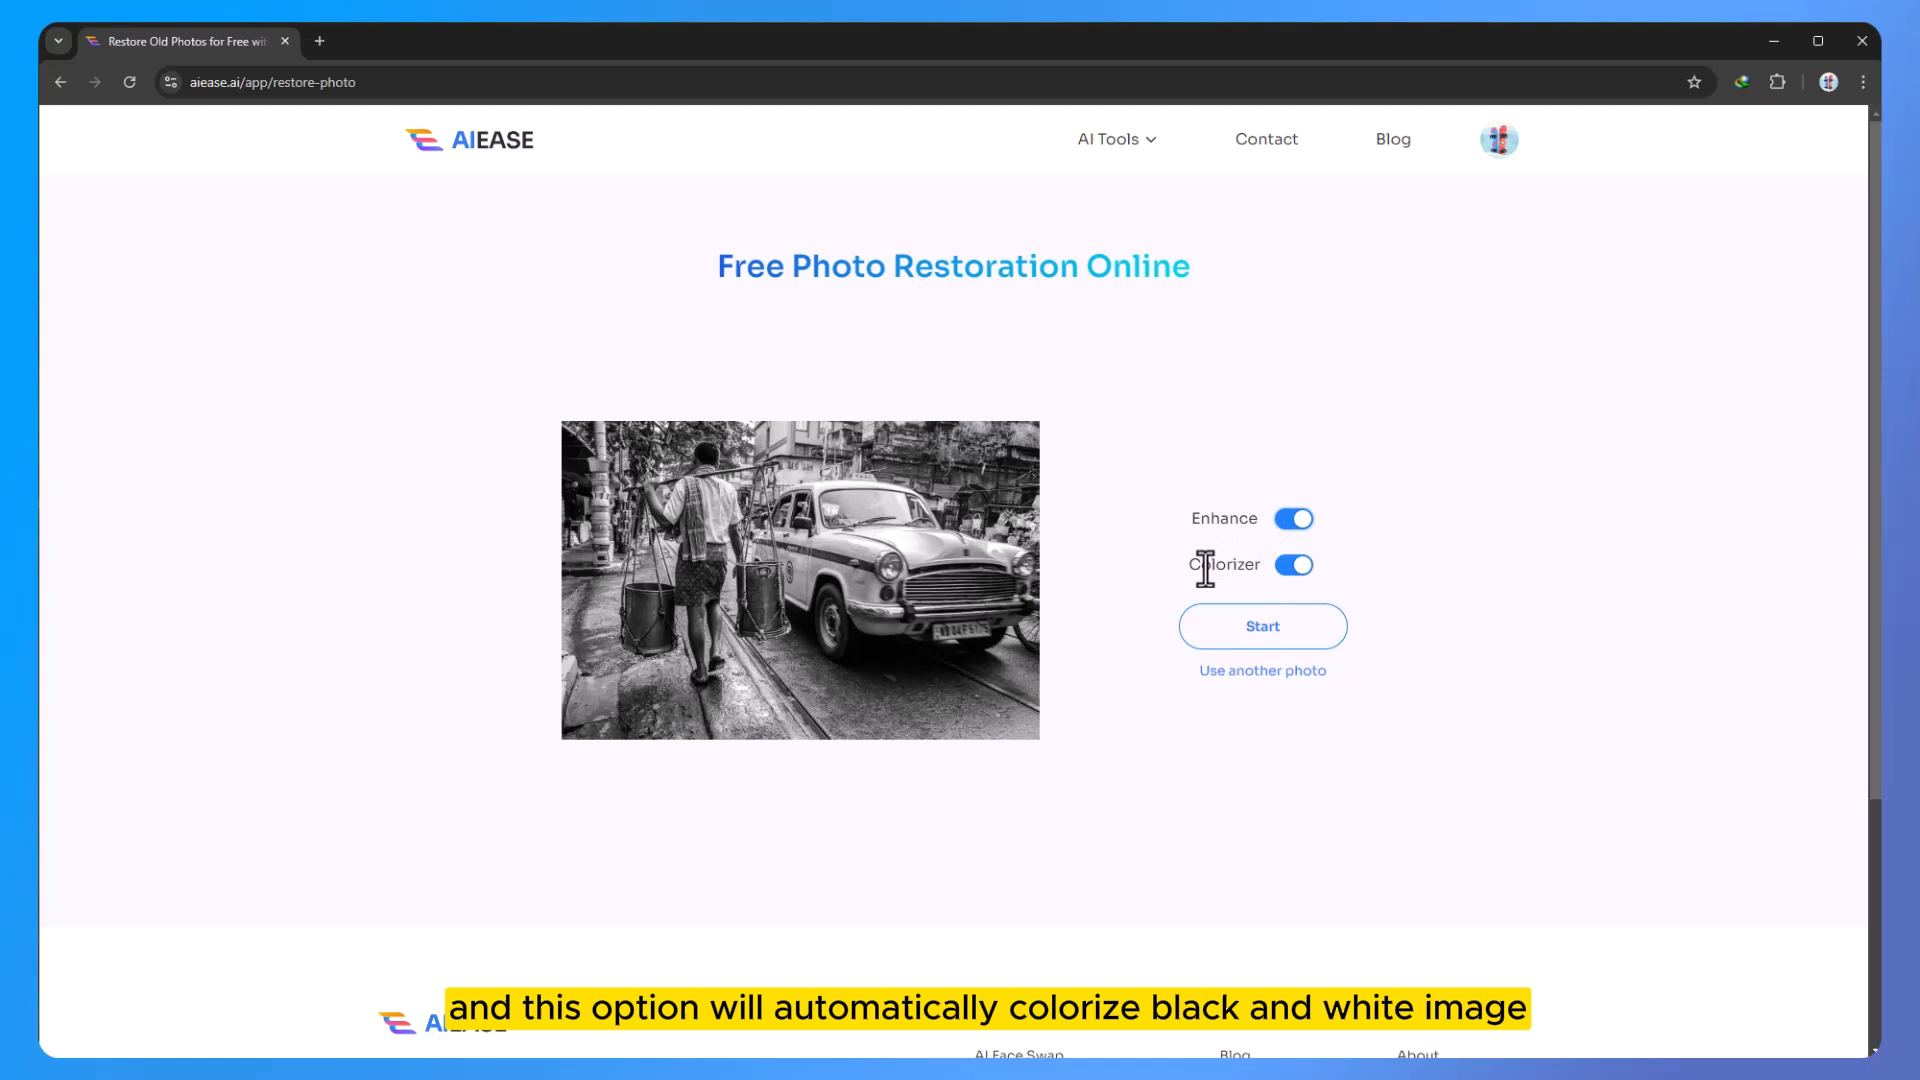 Restore Old Photos for Free wit
aiease.ai/app/restore-photo
AIEASE
AI Tools
Contact
Blog
Free Photo Restoration Online
Enhance
Colorizer
Start
Use another photo
and this option will automatically colorize black and white image
AI Face Swap
Blog
About